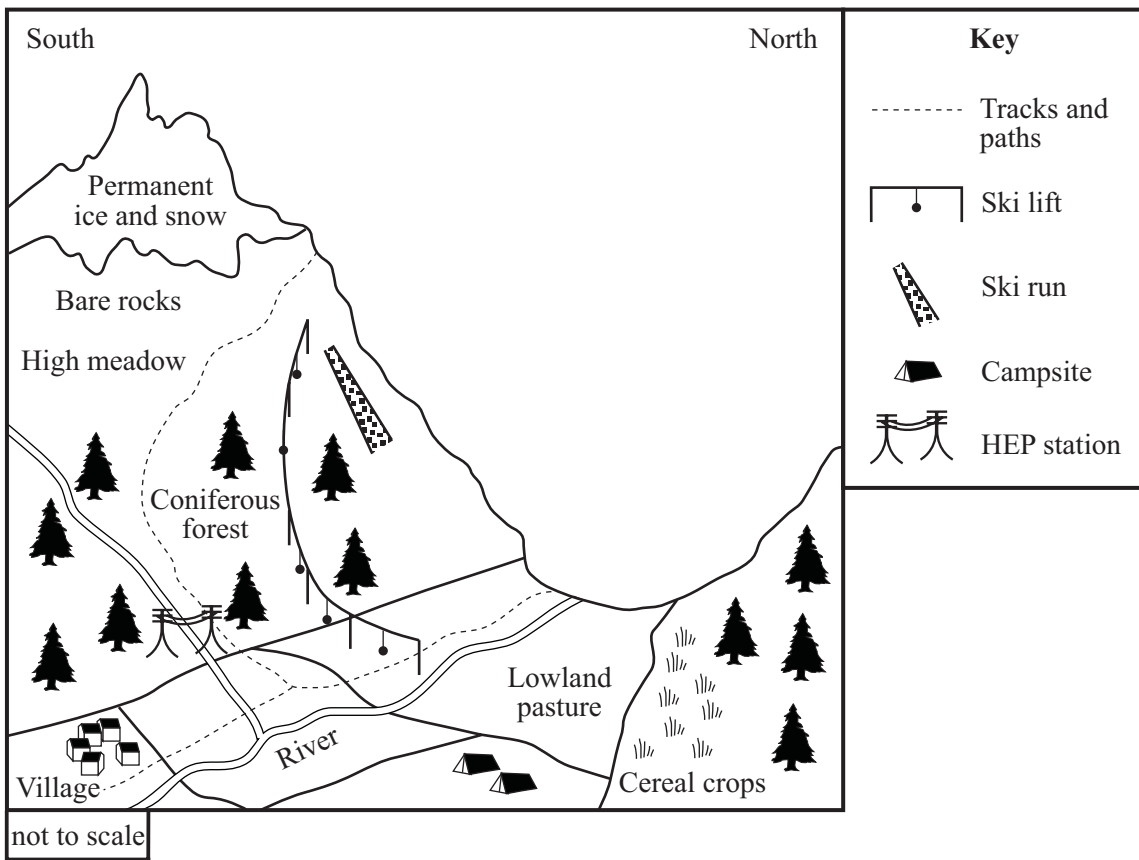 South
North
Permanent
ice and snow
Bare rocks
High meadow
Coniferous
forest
Lowland
pasture
River
Village
Cereal crops
not to scale
Key
Tracks and
paths
Ski lift
Ski run
Campsite
HEP station